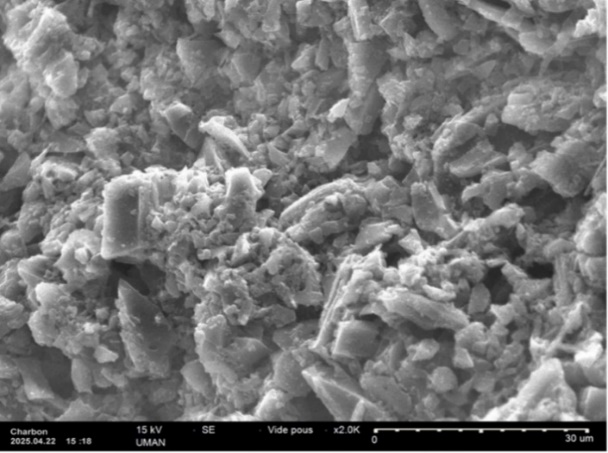 Charbon 15 kV · SE · Vide pous · x2.0K
2025.04.22 15:18 UMAN 0 30 um